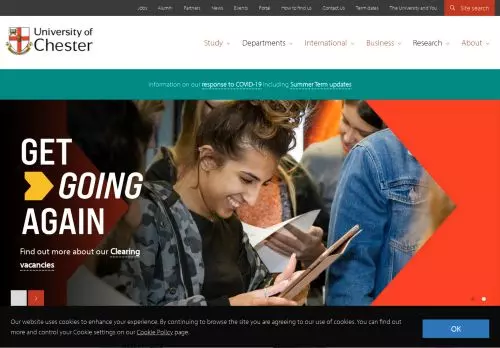 Jobs Alumni Partners News Events Portal How to find us Contact Us Term dates The University and You Site search
University of
Chester
Study Departments International Business Research About
Information on our response to COVID-19 including Summer Term updates
GET
GOING
AGAIN
Find out more about our Clearing
vacancies
Our website uses cookies to enhance your experience. By continuing to browse the site you are agreeing to our use of cookies. You can find out
more and control your Cookie settings on our Cookie Policy page.
OK